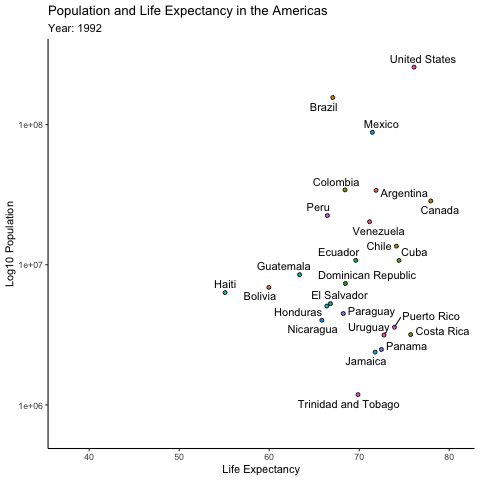 Population and Life Expectancy in the Americas
Year: 1992
United States
Brazil
Mexico
1e+08
Colombia
Argentina
Canada
Peru
Venezuela
Chile
Cuba
Ecuador
Guatemala
1e+07
Dominican Republic
Haiti
Bolivia
El Salvador
Honduras
Paraguay
Puerto Rico
Nicaragua
Uruguay
Costa Rica
Panama
Jamaica
Trinidad and Tobago
1e+06
Log10 Population
40 50 60 70 80
Life Expectancy